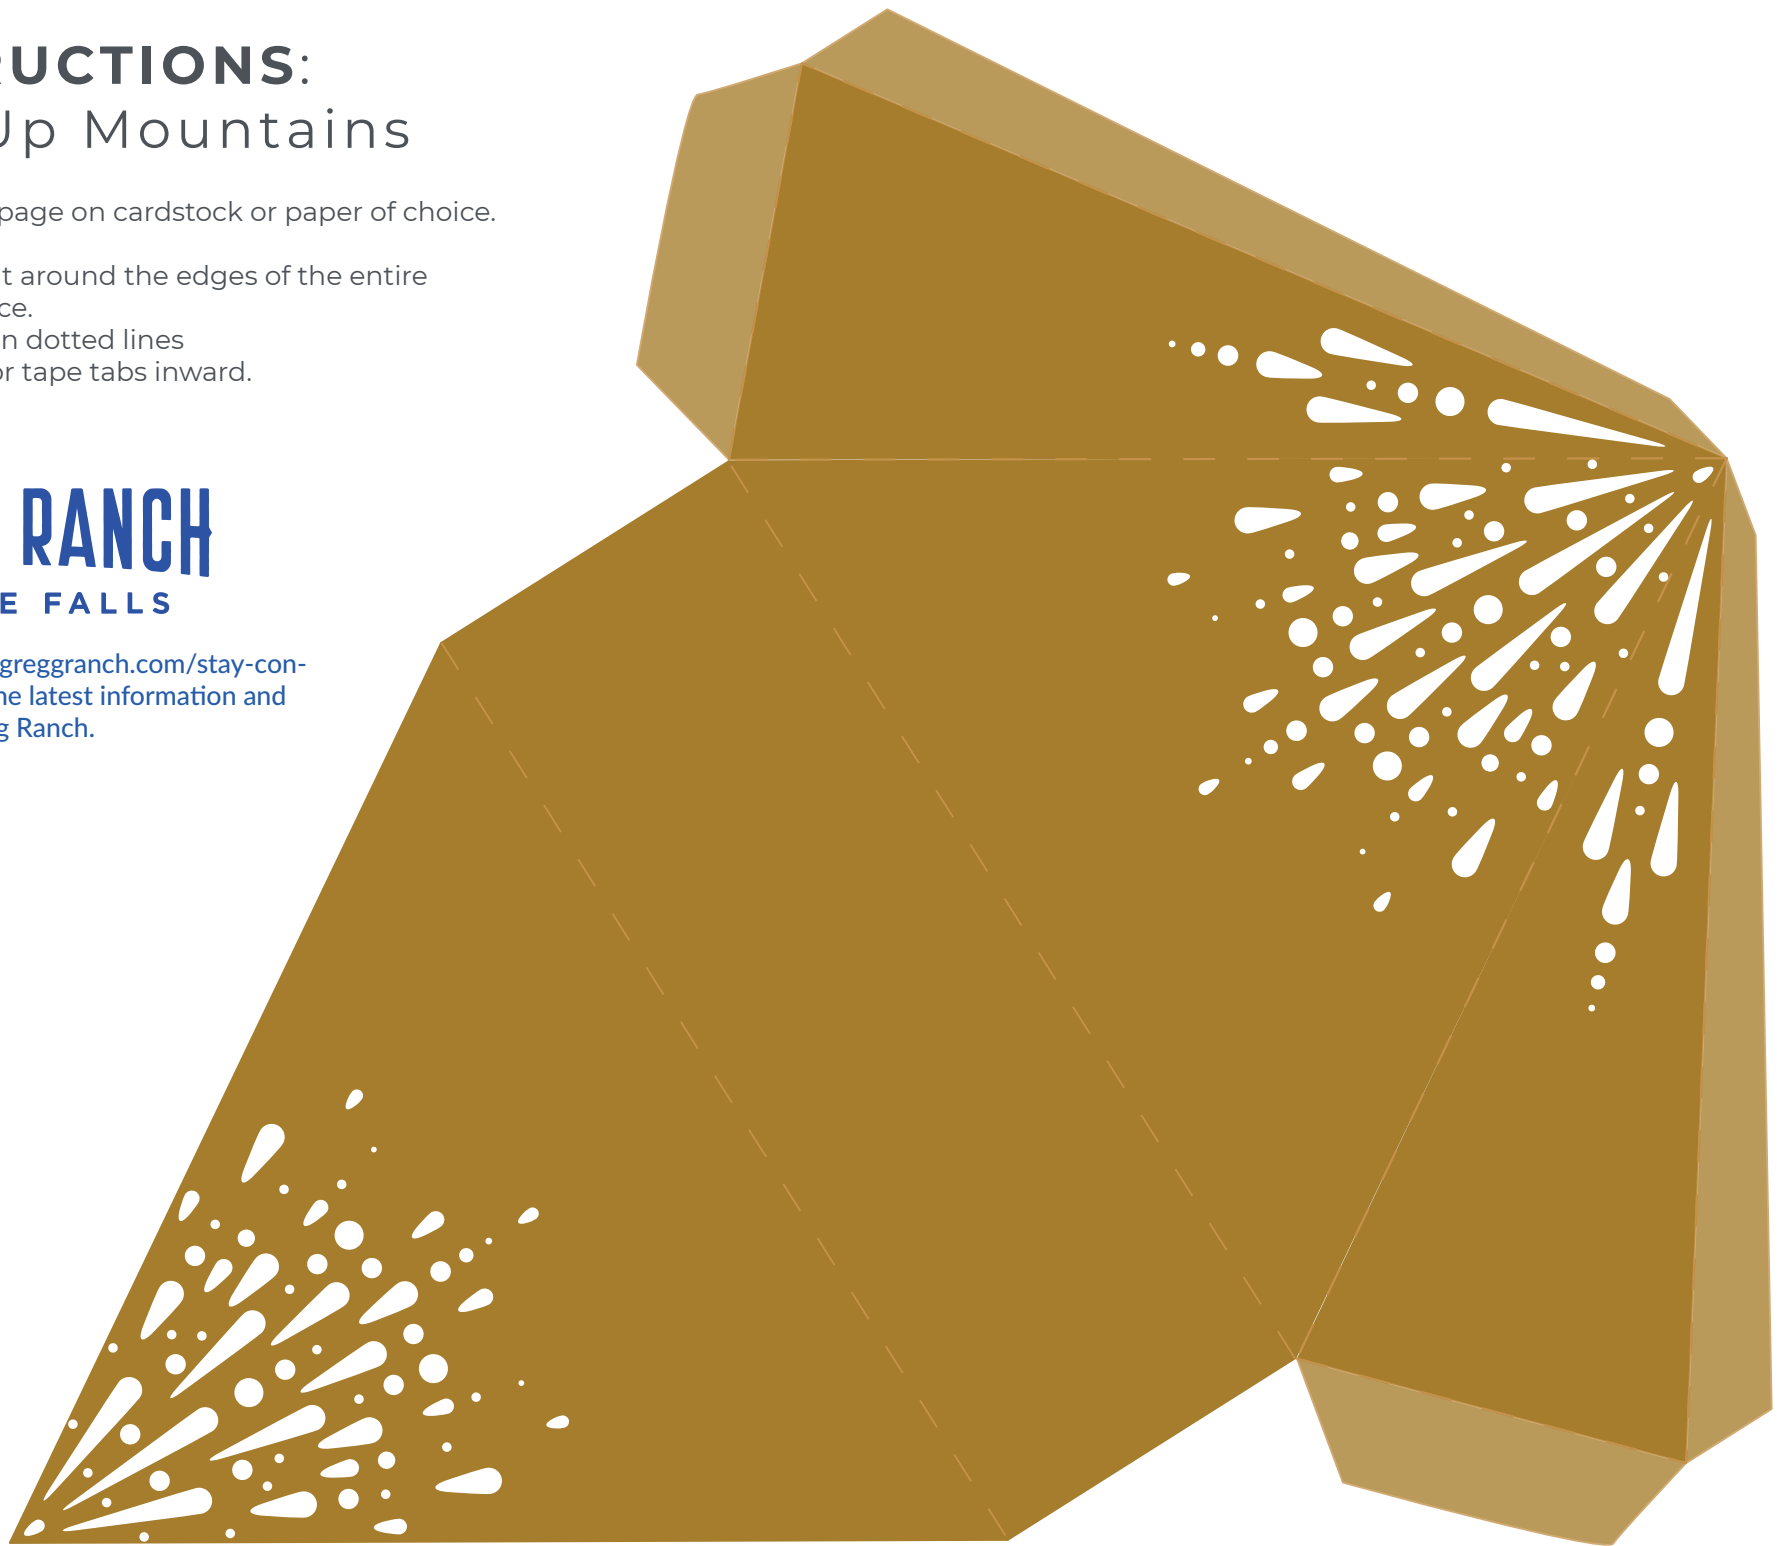 RUCTIONS:
Up Mountains
page on cardstock or paper of choice.
t around the edges of the entire
ce.
n dotted lines
or tape tabs inward.
RANCH
E FALLS
greggranch.com/stay-con-
he latest information and
g Ranch.